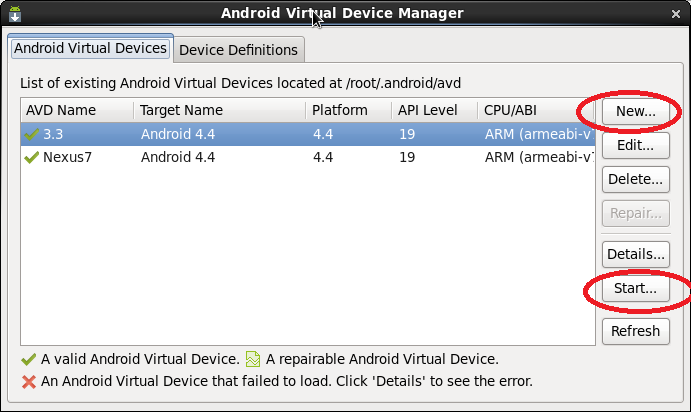 Android Virtual Device Manager
Android Virtual Devices
Device Definitions
List of existing Android Virtual Devices located at /root/.android/avd
AVD Name Target Name Platform API Level CPU/ABI
3.3 Android 4.4 4.4 19 ARM (armeabi-v
Nexus7 Android 4.4 4.4 19 ARM (armeabi-v7
New...
Edit...
Delete...
Repair...
Details...
Start...
Refresh
A valid Android Virtual Device. A repairable Android Virtual Device.
An Android Virtual Device that failed to load. Click 'Details' to see the error.